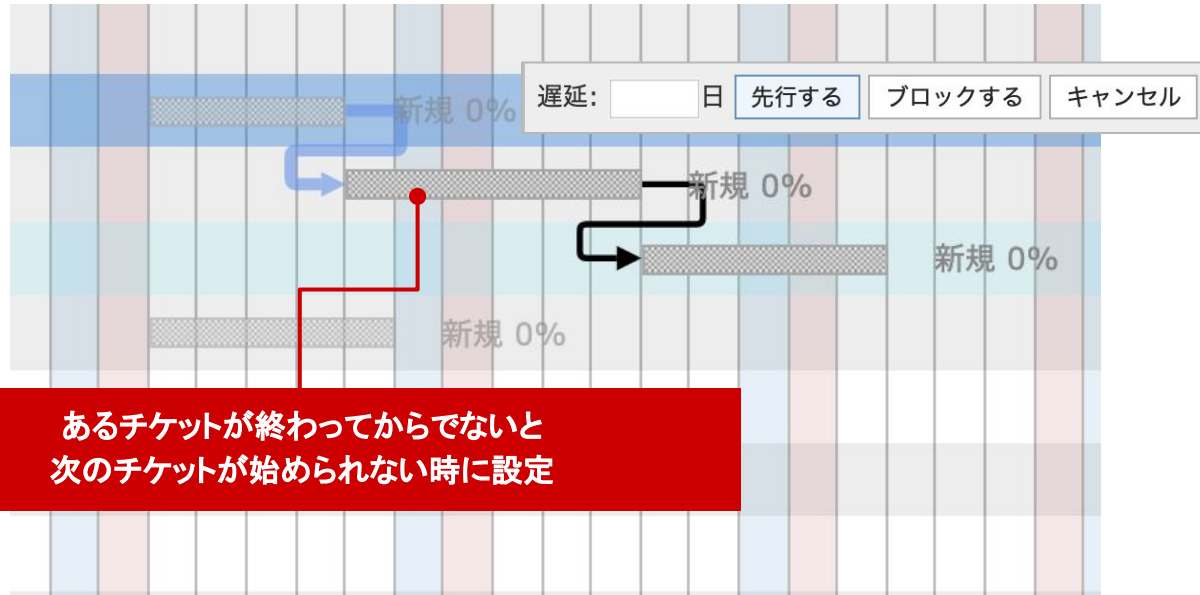 遅延: 日 先行する ブロックする キャンセル
新規 0%
新規 0%
新規 0%
新規 0%
あるチケットが終わってからでないと
次のチケットが始められない時に設定